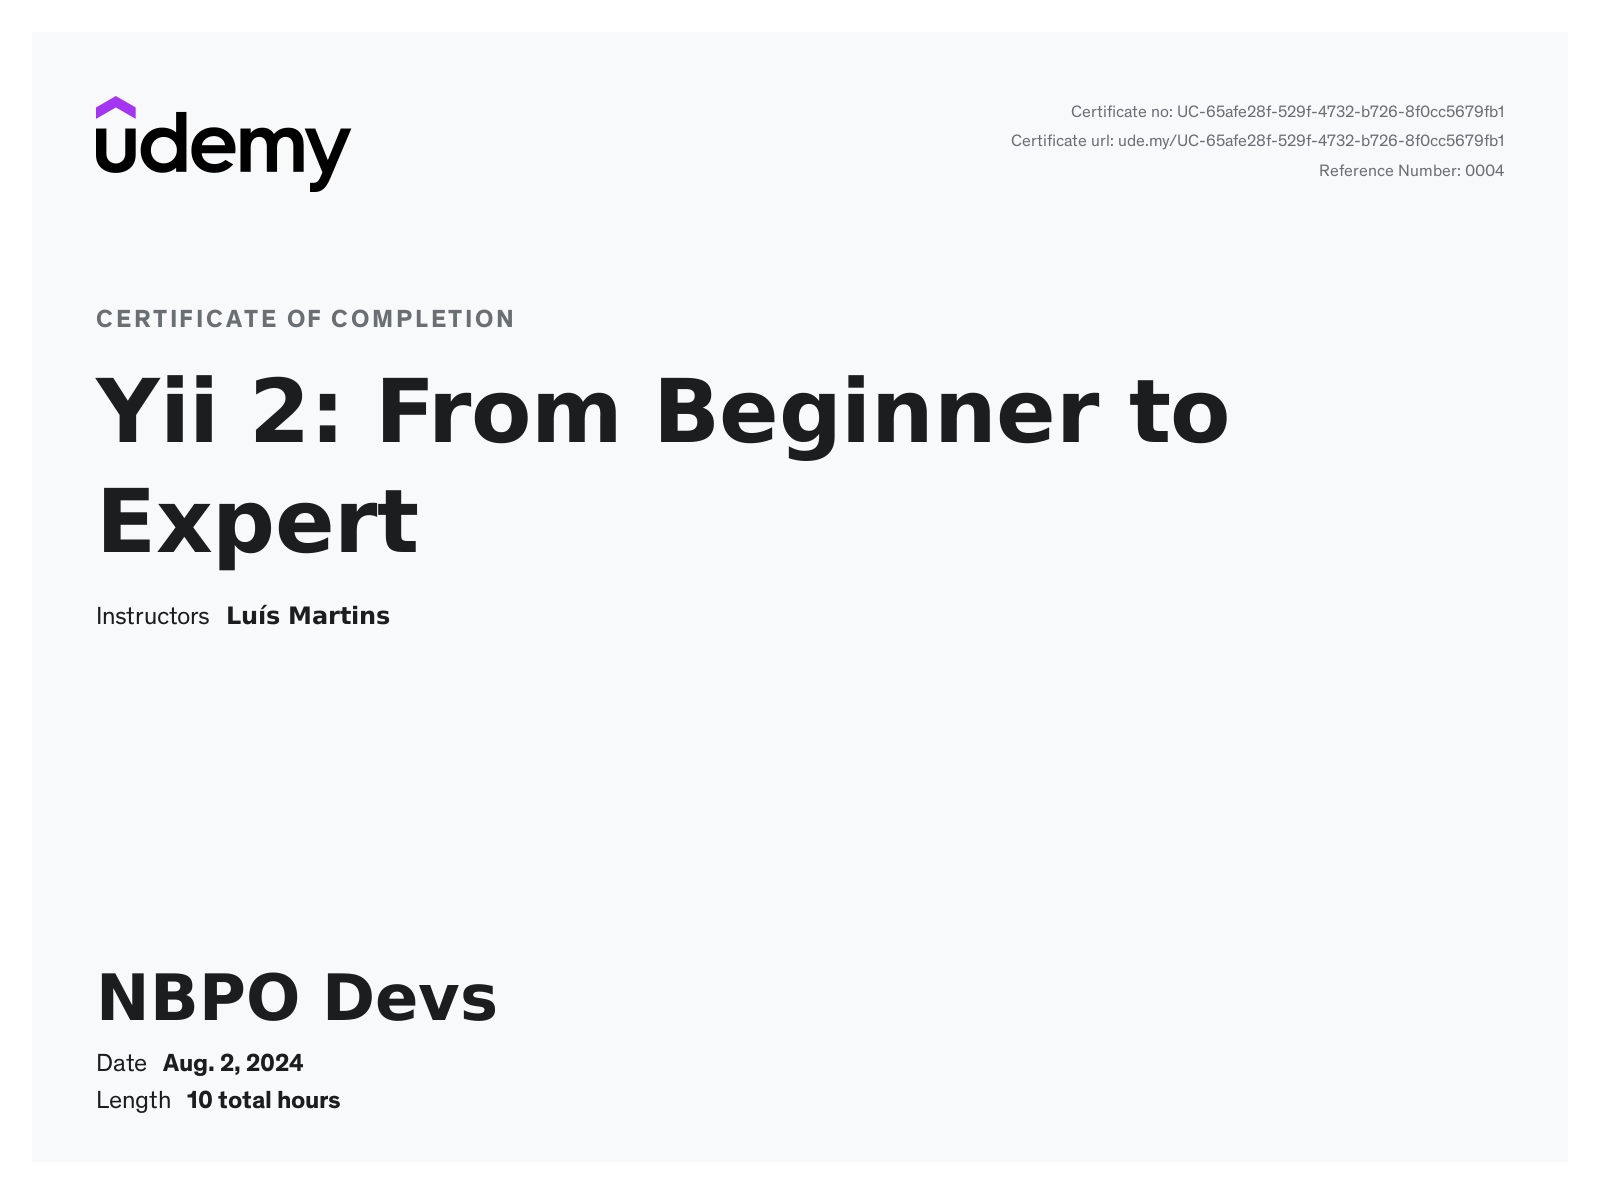 udemy
Certificate no: UC-65afe28f-529f-4732-b726-8f0cc5679fb1
Certificate url: ude.my/UC-65afe28f-529f-4732-b726-8f0cc5679fb1
Reference Number: 0004
CERTIFICATE OF COMPLETION
Yii 2: From Beginner to
Expert
Instructors Luís Martins
NBPO Devs
Date Aug. 2, 2024
Length 10 total hours